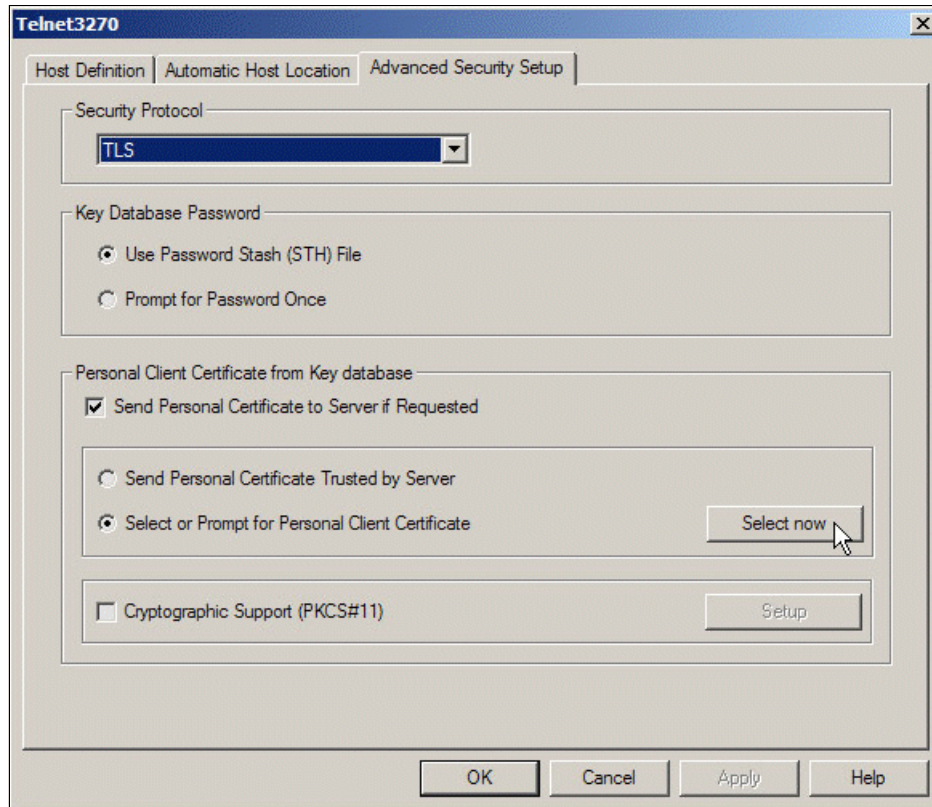 Telnet3270
Host Definition
Automatic Host Location
Advanced Security Setup
Security Protocol
TLS
Key Database Password
Use Password Stash (STH) File
Prompt for Password Once
Personal Client Certificate from Key database
Send Personal Certificate to Server if Requested
Send Personal Certificate Trusted by Server
Select or Prompt for Personal Client Certificate
Select now
Cryptographic Support (PKCS#11)
Setup
OK
Cancel
Apply
Help